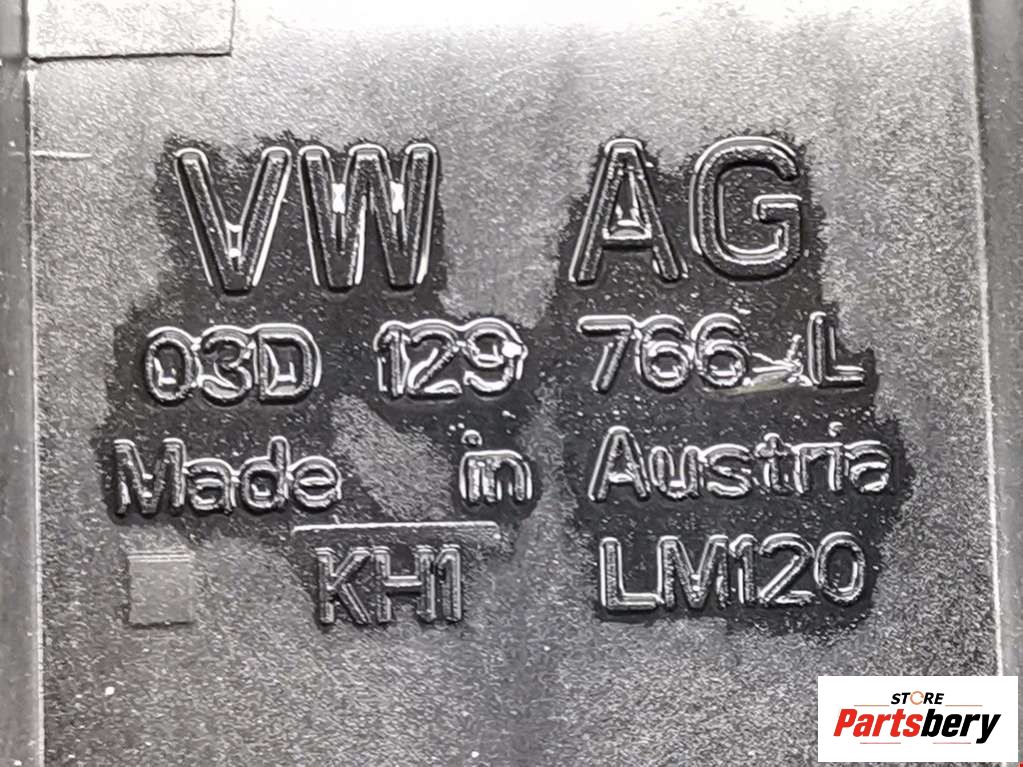 VW AG
03D 129 766 L
Made in Austria
KH1 LM120
STORE
Partsbery